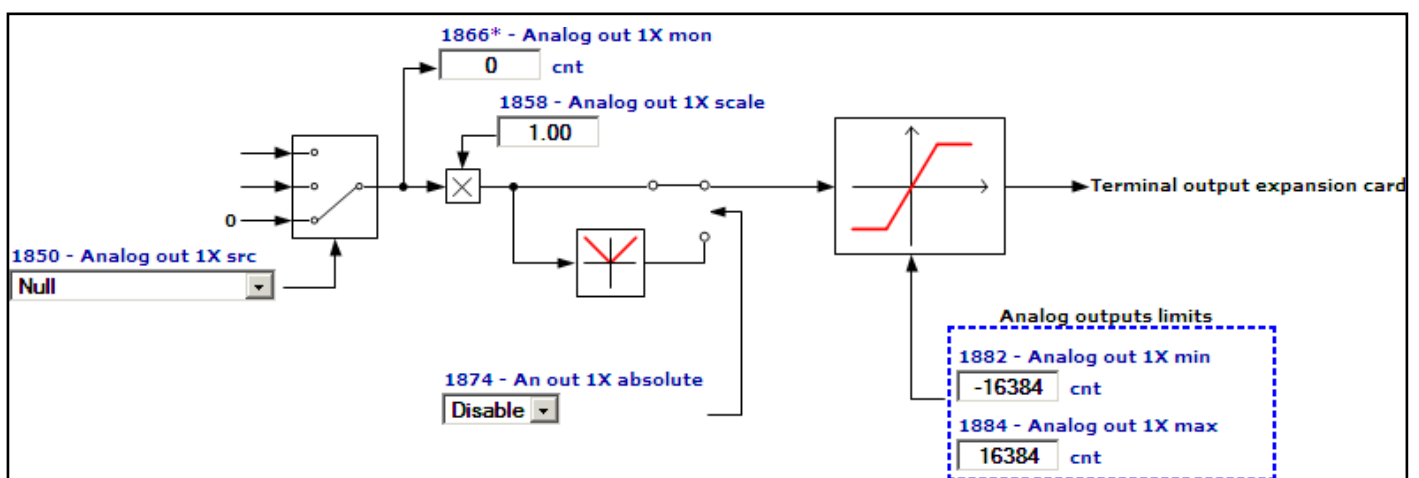 1866* - Analog out 1X mon
0 cnt
1858 - Analog out 1X scale
1.00
0
Terminal output expansion card
1850 - Analog out 1X src
Null
Analog outputs limits
1882 - Analog out 1X min
-16384 cnt
1874 - An out 1X absolute
Disable
1884 - Analog out 1X max
16384 cnt